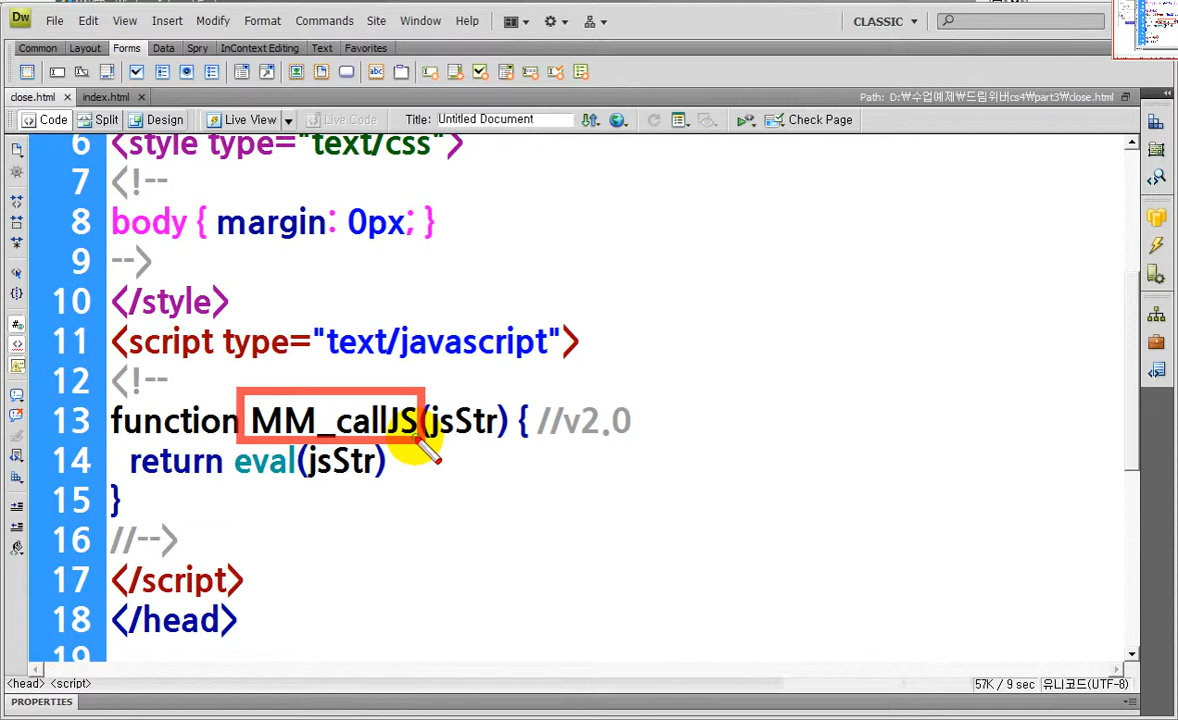 Dw File Edit View Insert Modify Format Commands Site Window Help CLASSIC
Common Layout Forms Data Spry InContext Editing Text Favorites
abc
close.html × index.html × Path: D:₩수업예제₩드림위버cs4₩part3₩close.html
Code Split Design Live View Live Code Title: Untitled Document Check Page
6 <style type="text/css">
7 <!--
8 body { margin: 0px; }
9 -->
10 </style>
11 <script type="text/javascript">
12 <!--
13 function MM_callJS(jsStr) { //v2.0
14 return eval(jsStr)
15 }
16 //-->
17 </script>
18 </head>
19
<head> <script> 57K / 9 sec 유니코드(UTF-8)
PROPERTIES